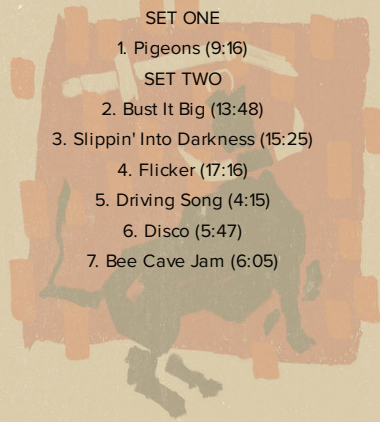 SET ONE
1. Pigeons (9:16)
SET TWO
2. Bust It Big (13:48)
3. Slippin' Into Darkness (15:25)
4. Flicker (17:16)
5. Driving Song (4:15)
6. Disco (5:47)
7. Bee Cave Jam (6:05)